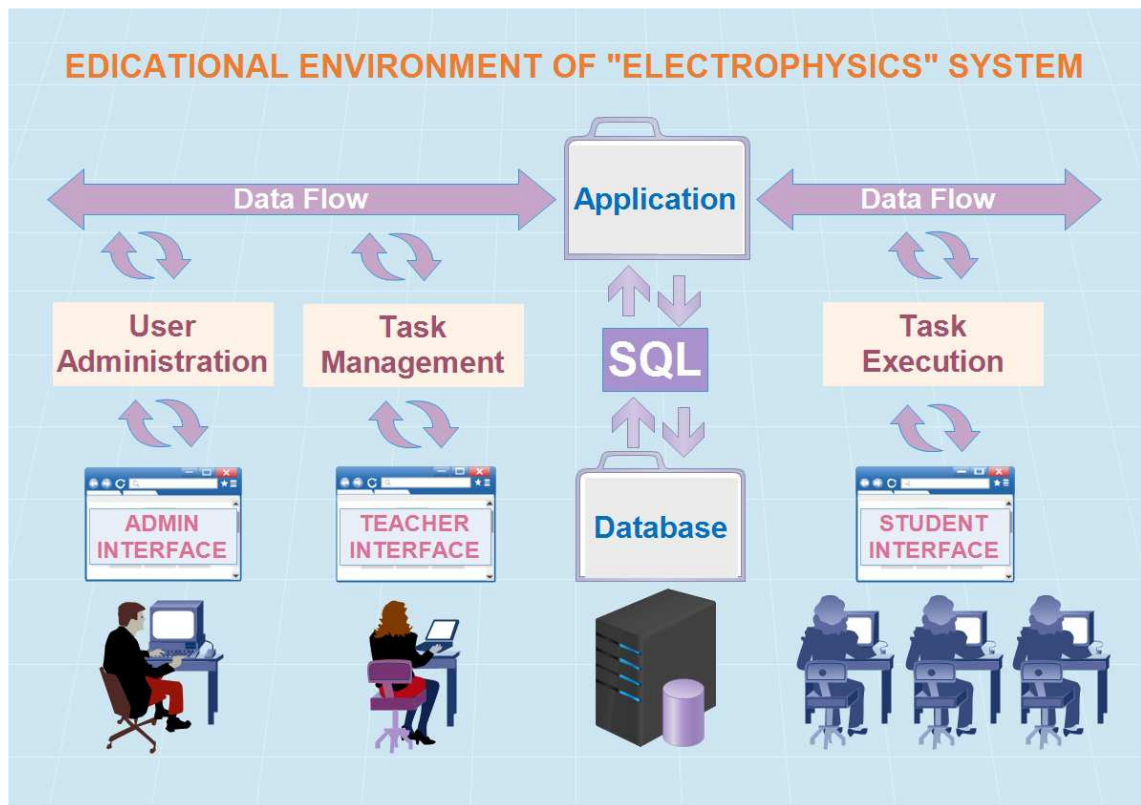 EDICATIONAL ENVIRONMENT OF "ELECTROPHYSICS" SYSTEM
Data Flow
Application
Data Flow
User
Administration
Task
Management
SQL
Task
Execution
ADMIN
INTERFACE
TEACHER
INTERFACE
Database
STUDENT
INTERFACE